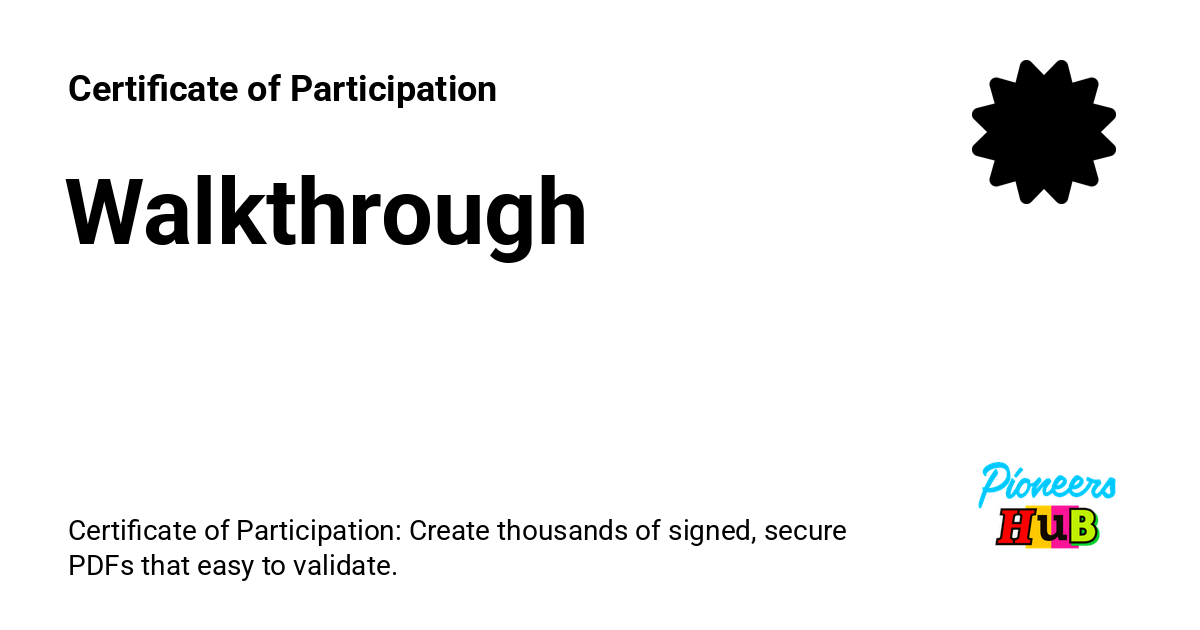 Certificate of Participation
Walkthrough
Pioneers
HuB
Certificate of Participation: Create thousands of signed, secure
PDFs that easy to validate.